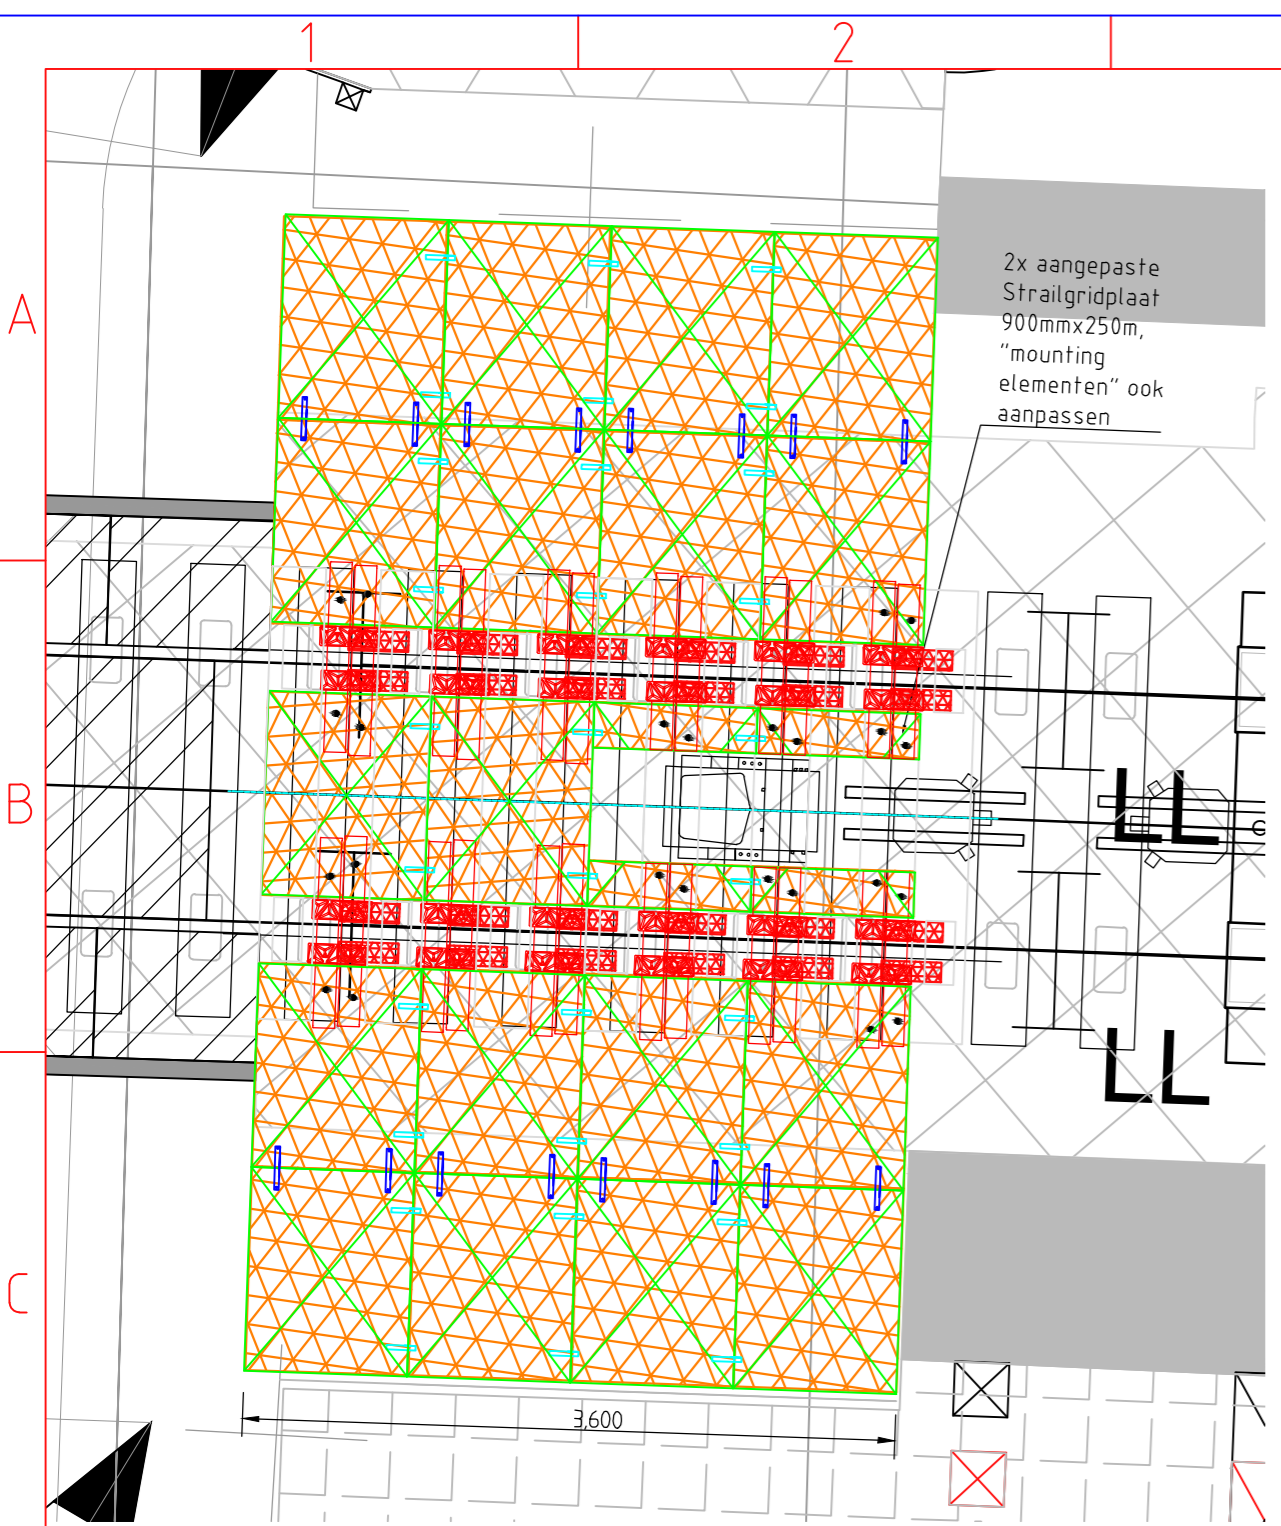 1
2
A
2x aangepaste
Strailgridplaat
900mmx250m,
"mounting
elementen" ook
aanpassen
B
LL
LL
C
3,600